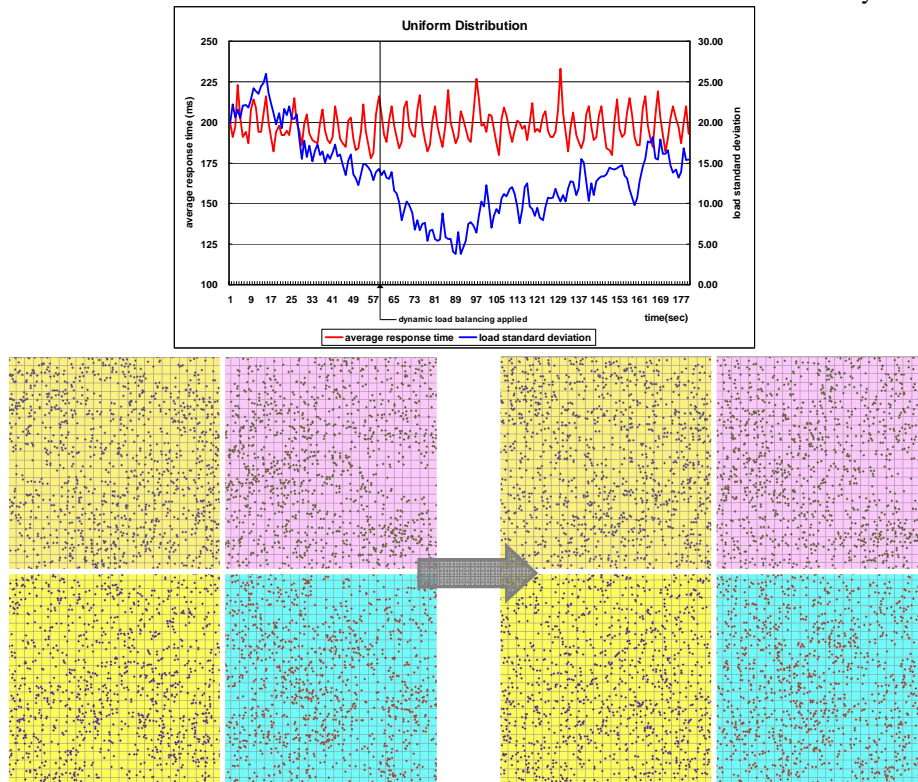 y
Uniform Distribution
250
225
200
175
150
125
100
average response time (ms)
30.00
25.00
20.00
15.00
10.00
5.00
0.00
load standard deviation
1 9 17 25 33 41 49 57 65 73 81 89 97 105 113 121 129 137 145 153 161 169 177
dynamic load balancing applied
time(sec)
average response time load standard deviation